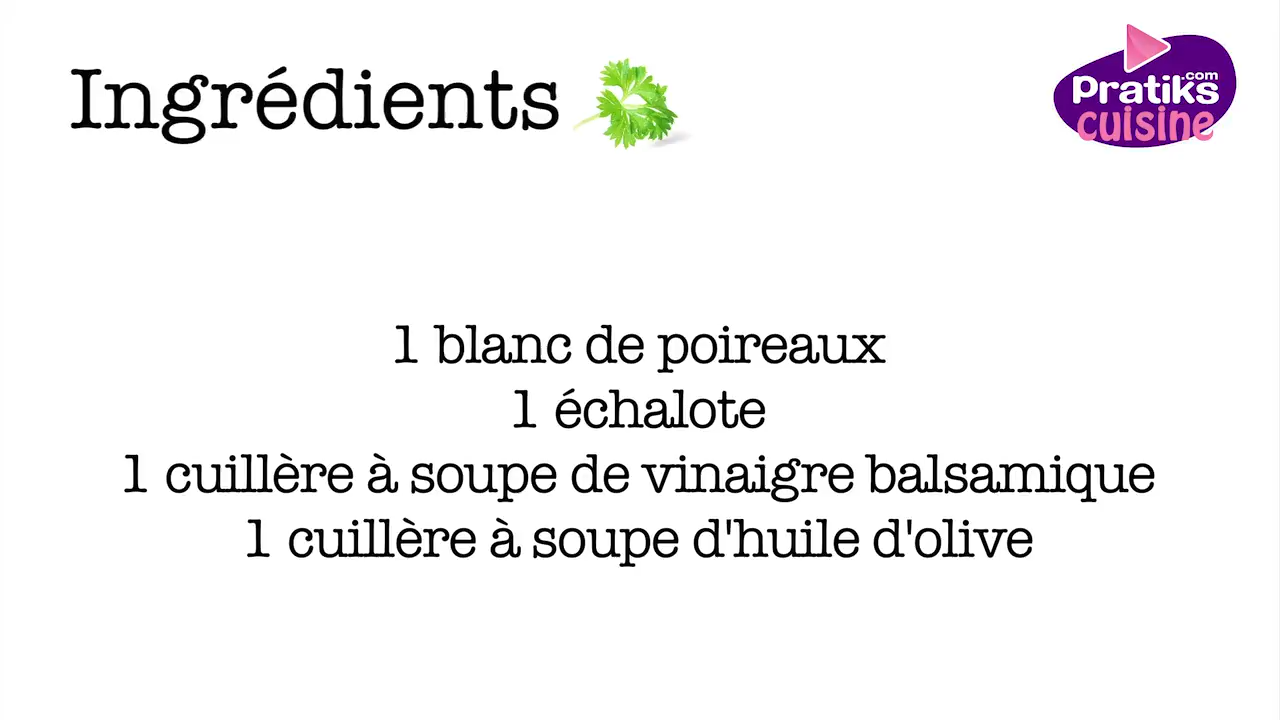 Ingrédients
Pratiks.com
cuisine
1 blanc de poireaux
1 échalote
1 cuillère à soupe de vinaigre balsamique
1 cuillère à soupe d'huile d'olive